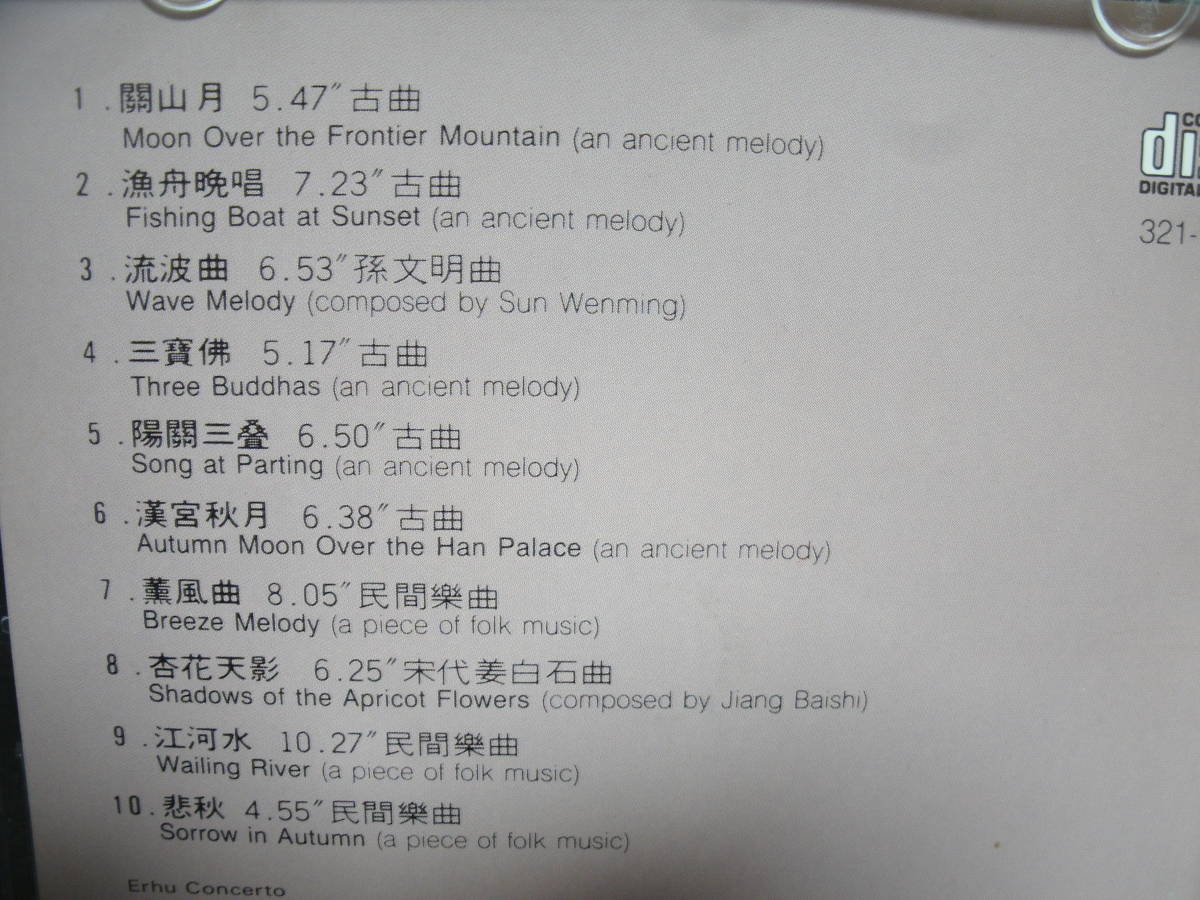 1 . 關山月 5.47″古曲
Moon Over the Frontier Mountain (an ancient melody)
2 . 漁舟晚唱 7.23″古曲
Fishing Boat at Sunset (an ancient melody)
3 . 流波曲 6.53″孫文明曲
Wave Melody (composed by Sun Wenming)
4 . 三寶佛 5.17″古曲
Three Buddhas (an ancient melody)
5 . 陽關三叠 6.50″古曲
Song at Parting (an ancient melody)
6 . 漢宮秋月 6.38″古曲
Autumn Moon Over the Han Palace (an ancient melody)
7 . 薰風曲 8.05″民間樂曲
Breeze Melody (a piece of folk music)
8 . 杏花天影 6.25″宋代姜白石曲
Shadows of the Apricot Flowers (composed by Jiang Baishi)
9 . 江河水 10.27″民間樂曲
Wailing River (a piece of folk music)
10 . 悲秋 4.55″民間樂曲
Sorrow in Autumn (a piece of folk music)
Erhu Concerto
DIGITAL
321-